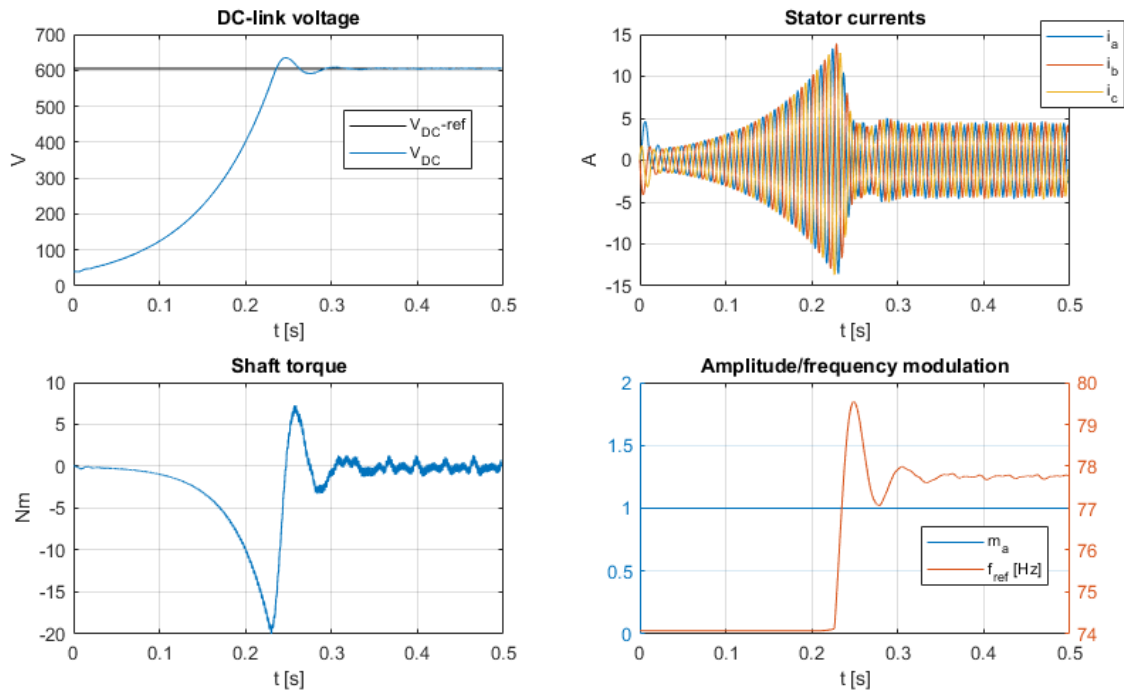 DC-link voltage
700
600
500
400
300
200
100
0
V
V_DC-ref
V_DC
0 0.1 0.2 0.3 0.4 0.5
t [s]
Stator currents
15
10
5
0
-5
-10
-15
A
i_a
i_b
i_c
0 0.1 0.2 0.3 0.4 0.5
t [s]
Shaft torque
10
5
0
-5
-10
-15
-20
Nm
0 0.1 0.2 0.3 0.4 0.5
t [s]
Amplitude/frequency modulation
2
1.5
1
0.5
0
80
79
78
77
76
75
74
m_a
f_ref [Hz]
0 0.1 0.2 0.3 0.4 0.5
t [s]